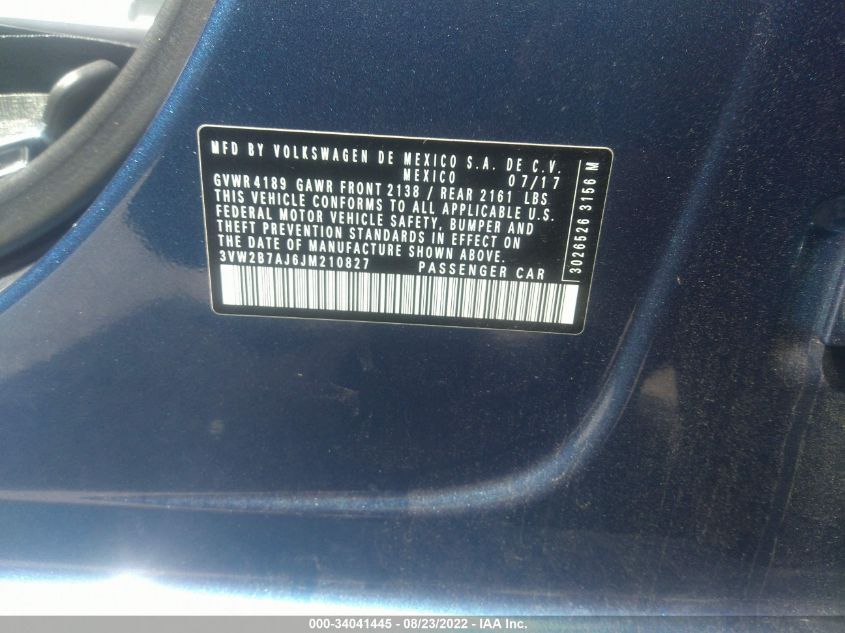 MFD BY VOLKSWAGEN DE MEXICO S.A. DE C.V.
MEXICO 07/17
GVWR 4189 GAWR FRONT 2138 / REAR 2161 LBS
THIS VEHICLE CONFORMS TO ALL APPLICABLE U.S.
FEDERAL MOTOR VEHICLE SAFETY, BUMPER AND
THEFT PREVENTION STANDARDS IN EFFECT ON
THE DATE OF MANUFACTURE SHOWN ABOVE.
3VW2B7AJ6JM210827 PASSENGER CAR
3026526 3156 M
000-34041445 - 08/23/2022 - IAA Inc.